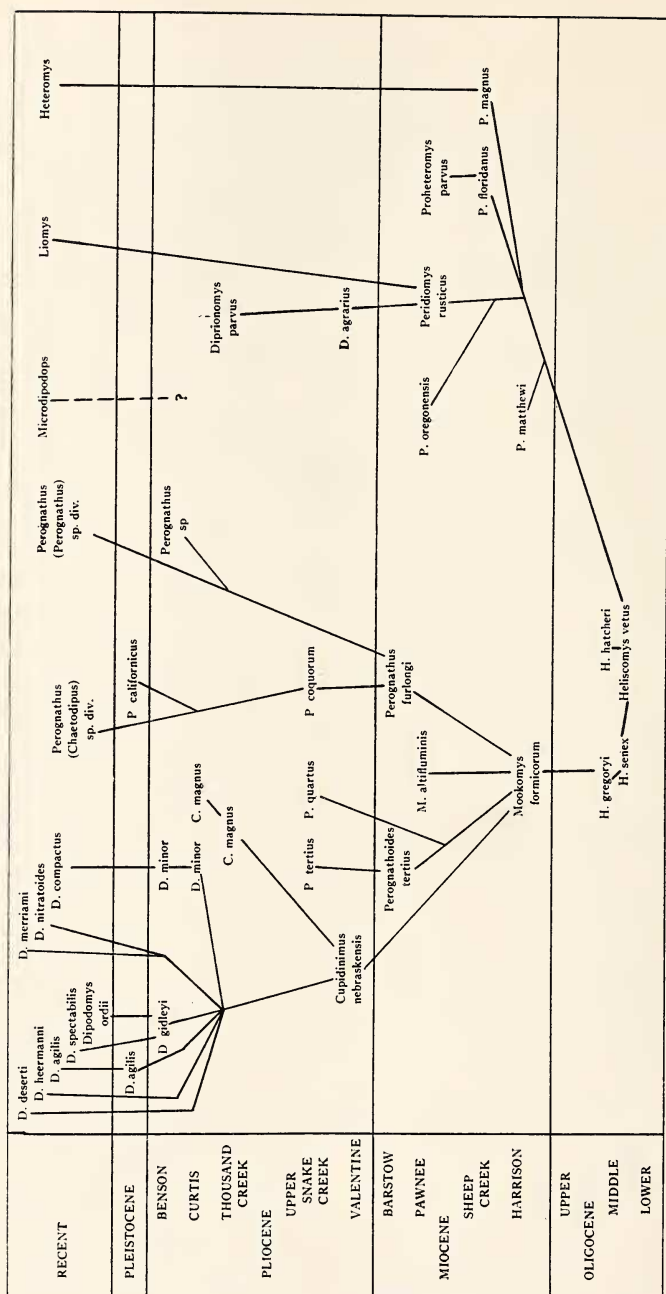 RECENT
PLEISTOCENE
BENSON
CURTIS
THOUSAND
CREEK
PLIOCENE
UPPER
SNAKE
CREEK
VALENTINE
BARSTOW
PAWNEE
MIOCENE
SHEEP
CREEK
HARRISON
UPPER
OLIGOCENE
MIDDLE
LOWER
D. deserti
D. heermanni
D. agilis
D. spectabilis
Dipodomys
ordii
D. merriami
D. nitratoides
D. compactus
Perognathus
(Chaetodipus)
sp. div.
Perognathus
(Perognathus)
sp. div.
Microdipodops
Liomys
Heteromys
D. agilis
P californicus
D gidleyi
D. minor
D. minor
C. magnus
C. magnus
Perognathus
sp
?
Diprionomys
parvus
P tertius
P. quartus
P coquorum
Cupidinimus
nebraskensis
D. agrarius
Perognathoides
tertius
M. altifluminis
Perognathus
furlongi
P. oregonensis
Peridiomys
rusticus
Proheteromys
parvus
P. floridanus
P. magnus
Mookomys
formicorum
P. matthewi
H. gregoryi
H. senex
H. hatcheri
Heliscomys vetus